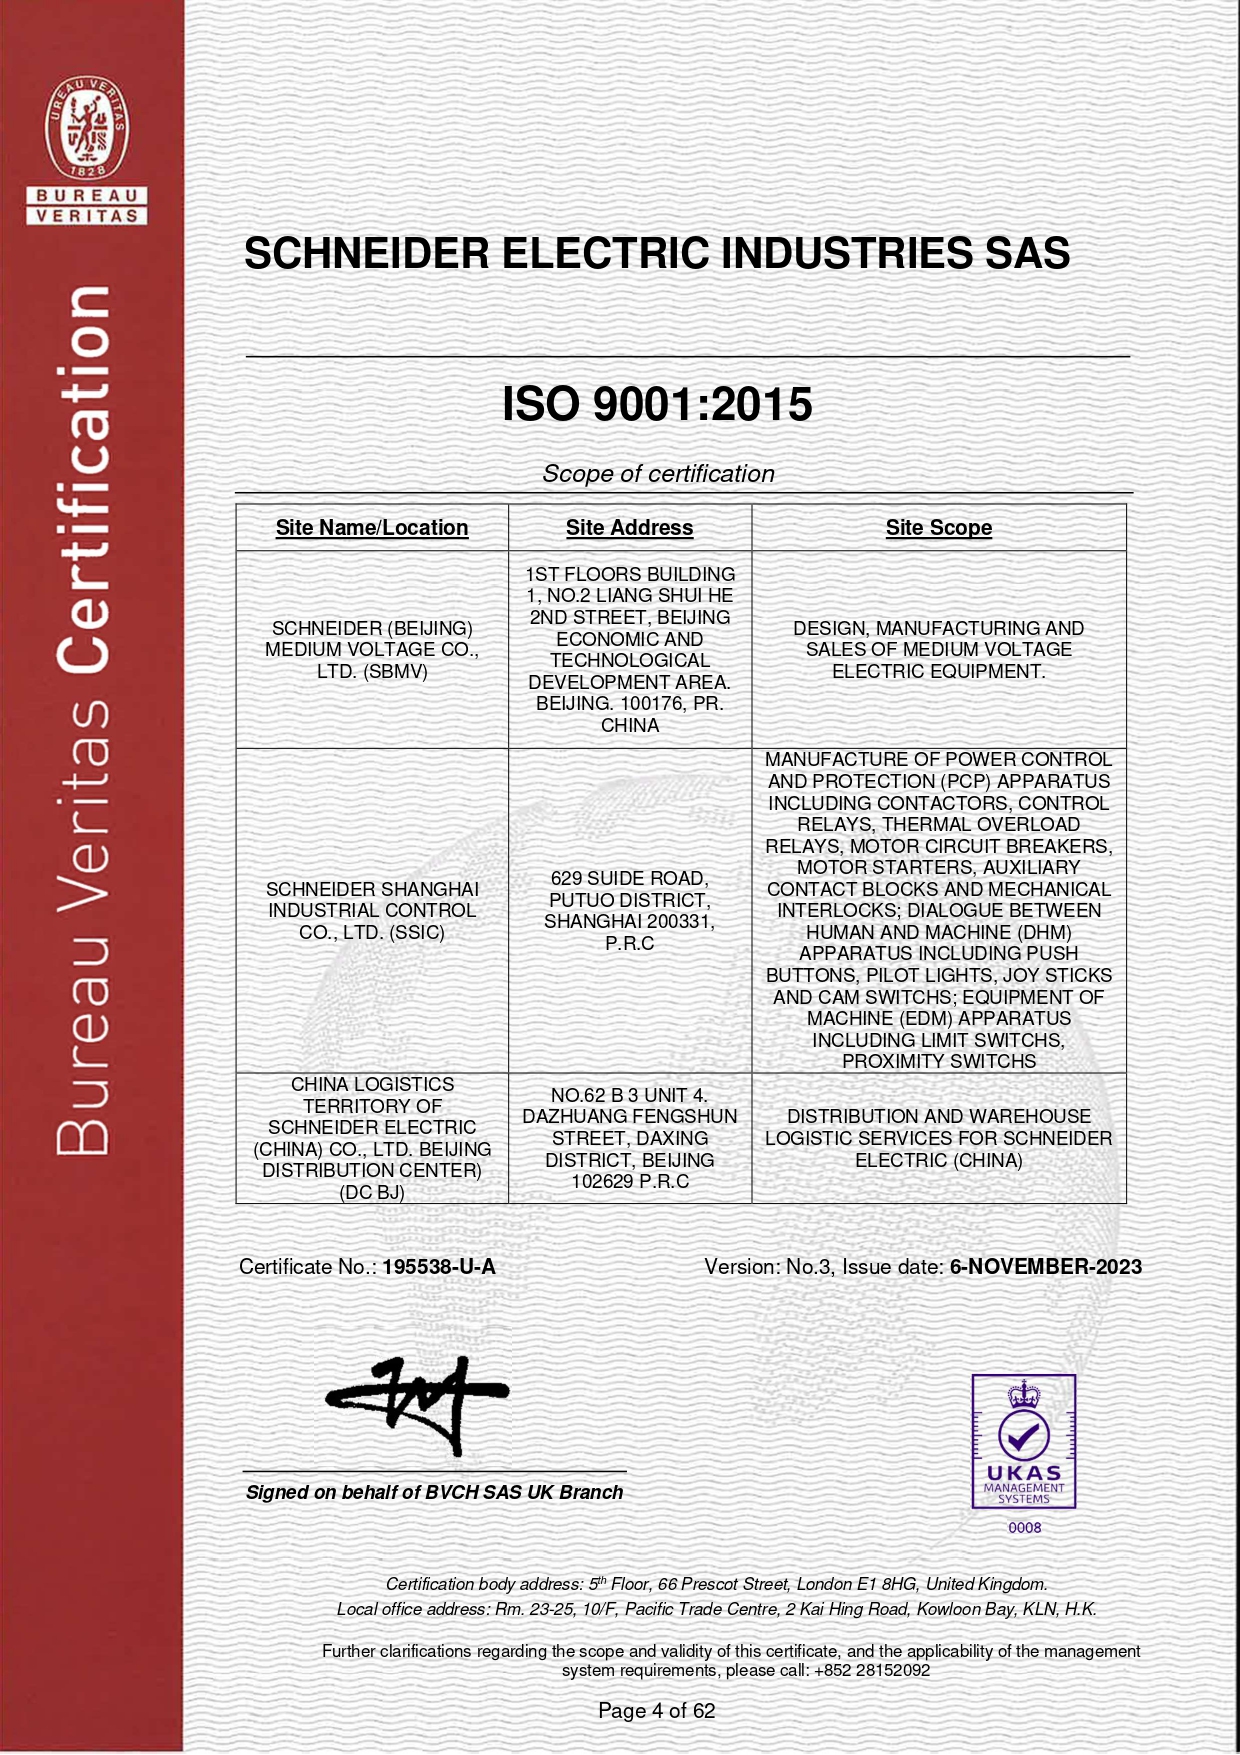 BUREAU VERITAS
1828
BUREAU
VERITAS
Bureau Veritas Certification
SCHNEIDER ELECTRIC INDUSTRIES SAS
ISO 9001:2015
Scope of certification
Site Name/Location
Site Address
Site Scope
SCHNEIDER (BEIJING)
MEDIUM VOLTAGE CO.,
LTD. (SBMV)
1ST FLOORS BUILDING
1, NO.2 LIANG SHUI HE
2ND STREET, BEIJING
ECONOMIC AND
TECHNOLOGICAL
DEVELOPMENT AREA.
BEIJING. 100176, PR.
CHINA
DESIGN, MANUFACTURING AND
SALES OF MEDIUM VOLTAGE
ELECTRIC EQUIPMENT.
SCHNEIDER SHANGHAI
INDUSTRIAL CONTROL
CO., LTD. (SSIC)
629 SUIDE ROAD,
PUTUO DISTRICT,
SHANGHAI 200331,
P.R.C
MANUFACTURE OF POWER CONTROL
AND PROTECTION (PCP) APPARATUS
INCLUDING CONTACTORS, CONTROL
RELAYS, THERMAL OVERLOAD
RELAYS, MOTOR CIRCUIT BREAKERS,
MOTOR STARTERS, AUXILIARY
CONTACT BLOCKS AND MECHANICAL
INTERLOCKS; DIALOGUE BETWEEN
HUMAN AND MACHINE (DHM)
APPARATUS INCLUDING PUSH
BUTTONS, PILOT LIGHTS, JOY STICKS
AND CAM SWITCHS; EQUIPMENT OF
MACHINE (EDM) APPARATUS
INCLUDING LIMIT SWITCHS,
PROXIMITY SWITCHS
CHINA LOGISTICS
TERRITORY OF
SCHNEIDER ELECTRIC
(CHINA) CO., LTD. BEIJING
DISTRIBUTION CENTER)
(DC BJ)
NO.62 B 3 UNIT 4.
DAZHUANG FENGSHUN
STREET, DAXING
DISTRICT, BEIJING
102629 P.R.C
DISTRIBUTION AND WAREHOUSE
LOGISTIC SERVICES FOR SCHNEIDER
ELECTRIC (CHINA)
Certificate No.: 195538-U-A
Version: No.3, Issue date: 6-NOVEMBER-2023
Signed on behalf of BVCH SAS UK Branch
UKAS
MANAGEMENT
SYSTEMS
0008
Certification body address: 5th Floor, 66 Prescot Street, London E1 8HG, United Kingdom.
Local office address: Rm. 23-25, 10/F, Pacific Trade Centre, 2 Kai Hing Road, Kowloon Bay, KLN, H.K.
Further clarifications regarding the scope and validity of this certificate, and the applicability of the management
system requirements, please call: +852 28152092
Page 4 of 62